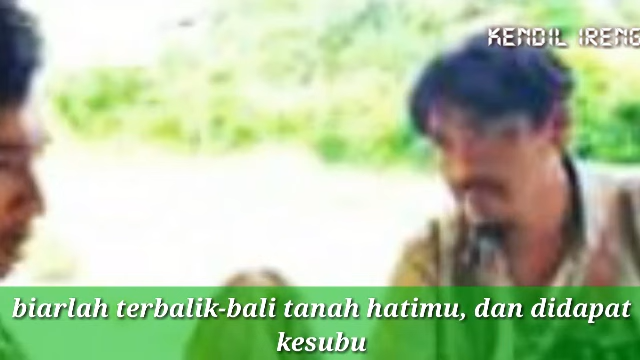 KENDIL IRENG
biarlah terbalik-bali tanah hatimu, dan didapat
kesubu